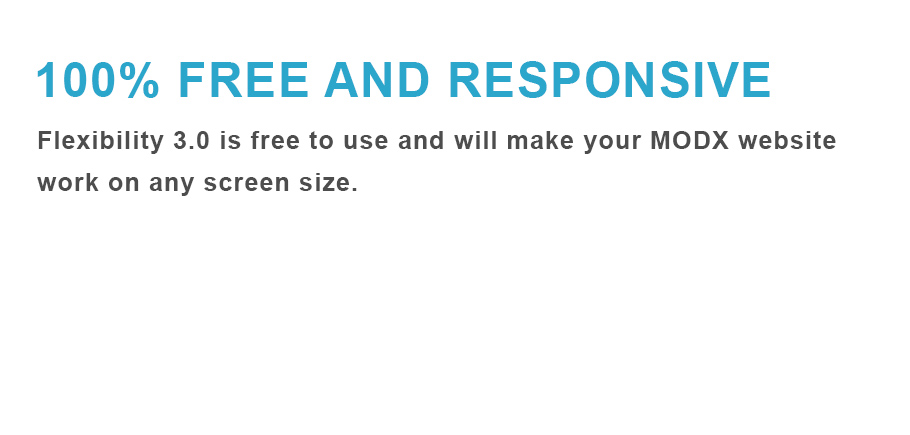 100% FREE AND RESPONSIVE
Flexibility 3.0 is free to use and will make your MODX website
work on any screen size.